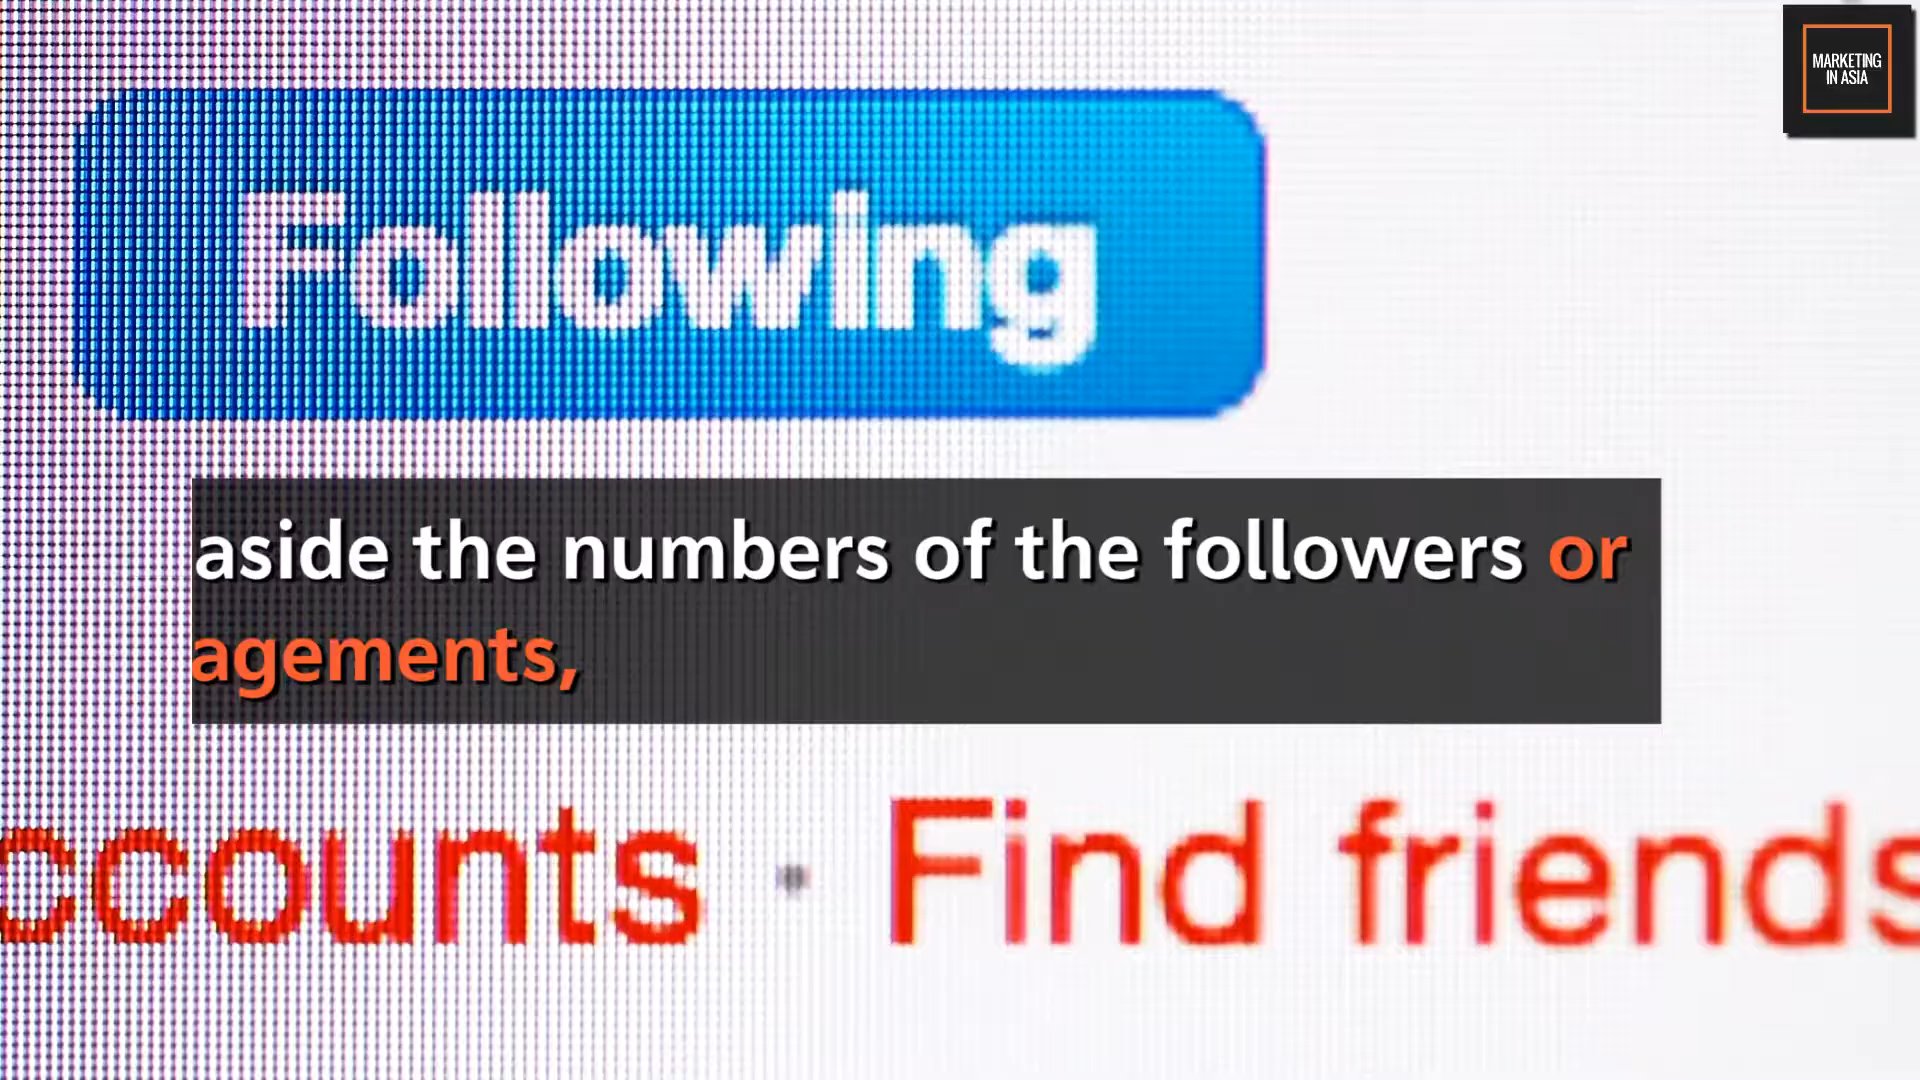 MARKETING
IN ASIA
Following
aside the numbers of the followers or
agements,
ccounts · Find friends